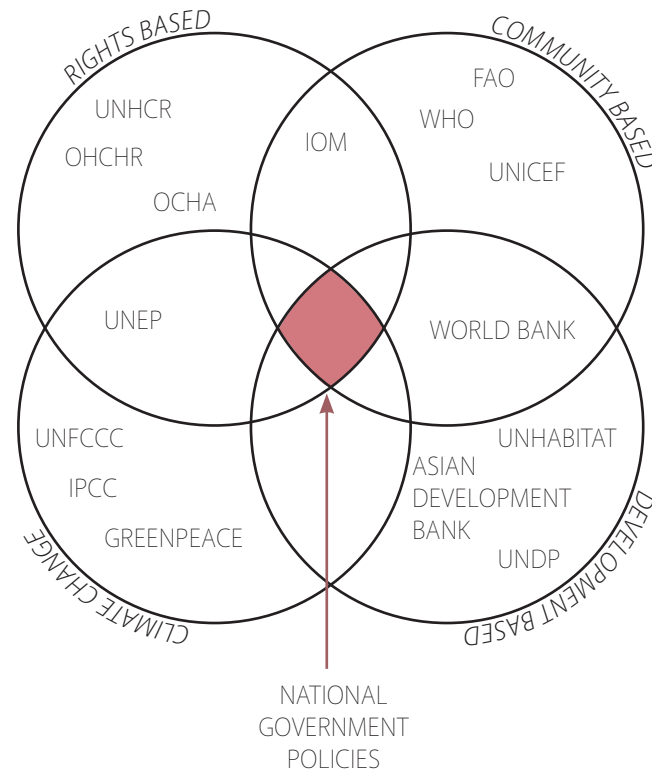 RIGHTS BASED
COMMUNITY BASED
FAO
UNHCR
WHO
IOM
OHCHR
UNICEF
OCHA
UNEP
WORLD BANK
UNFCCC
UNHABITAT
ASIAN
DEVELOPMENT
BANK
IPCC
GREENPEACE
UNDP
CLIMATE CHANGE
DEVELOPMENT BASED
NATIONAL
GOVERNMENT
POLICIES